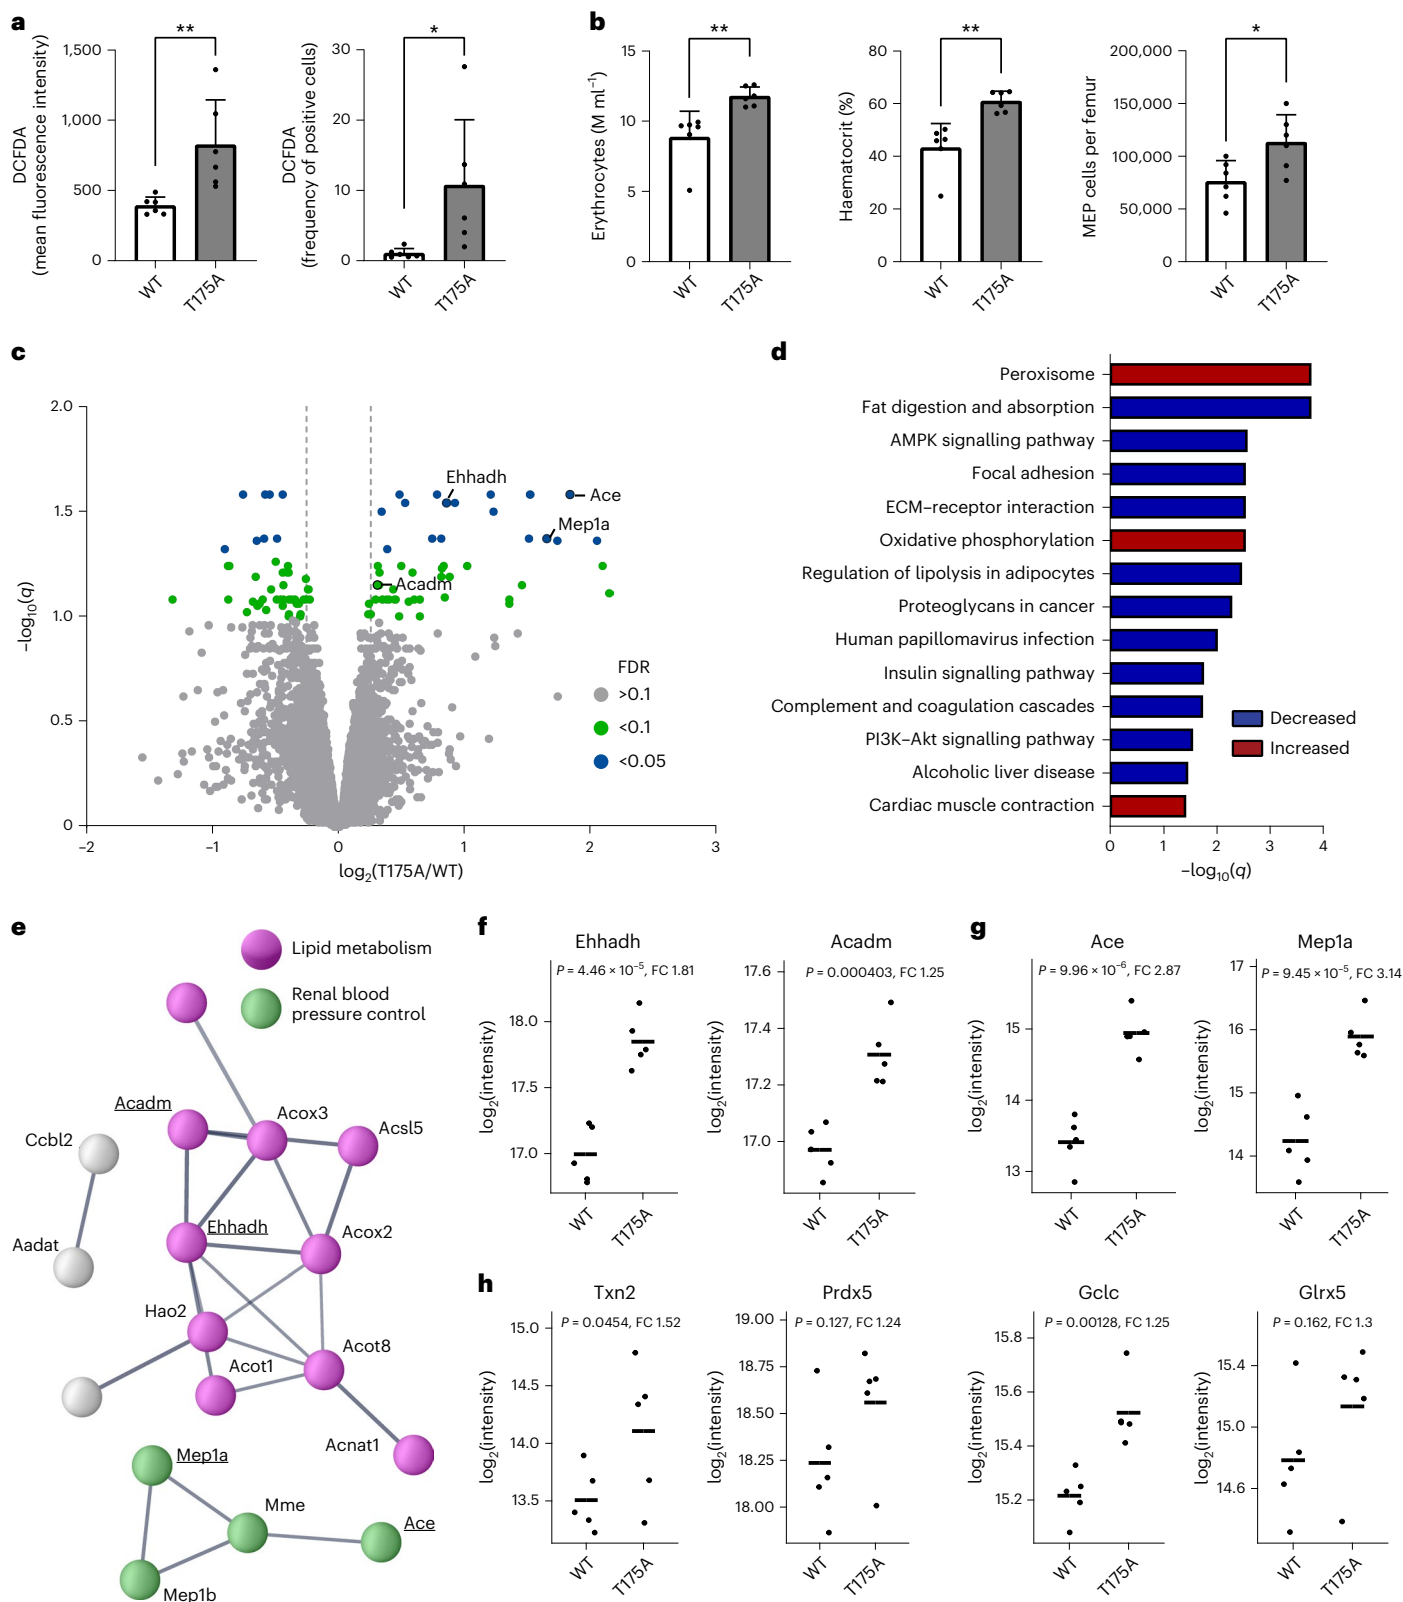 a
DCFDA
(mean fluorescence intensity)
1,500
1,000
500
0
**
WT
T175A
DCFDA
(frequency of positive cells)
30
20
10
0
*
WT
T175A
b
Erythrocytes (M ml⁻¹)
15
10
5
0
**
WT
T175A
Haematocrit (%)
80
60
40
20
0
**
WT
T175A
MEP cells per femur
200,000
150,000
100,000
50,000
0
*
WT
T175A
c
−log₁₀(q)
2.0
1.5
1.0
0.5
0
−2
−1
0
1
2
3
log₂(T175A/WT)
Ehhadh
Ace
Mep1a
Acadm
FDR
>0.1
<0.1
<0.05
d
Peroxisome
Fat digestion and absorption
AMPK signalling pathway
Focal adhesion
ECM–receptor interaction
Oxidative phosphorylation
Regulation of lipolysis in adipocytes
Proteoglycans in cancer
Human papillomavirus infection
Insulin signalling pathway
Complement and coagulation cascades
PI3K–Akt signalling pathway
Alcoholic liver disease
Cardiac muscle contraction
Decreased
Increased
0
1
2
3
4
−log₁₀(q)
e
Lipid metabolism
Renal blood
pressure control
Acadm
Acox3
Acsl5
Ccbl2
Aadat
Ehhadh
Acox2
Hao2
Acot8
Acot1
Acnat1
Mep1a
Mme
Ace
Mep1b
f
Ehhadh
P = 4.46 × 10⁻⁵, FC 1.81
log₂(intensity)
18.0
17.5
17.0
WT
T175A
Acadm
P = 0.000403, FC 1.25
log₂(intensity)
17.6
17.4
17.2
17.0
WT
T175A
g
Ace
P = 9.96 × 10⁻⁶, FC 2.87
log₂(intensity)
15
14
13
WT
T175A
Mep1a
P = 9.45 × 10⁻⁵, FC 3.14
log₂(intensity)
17
16
15
14
WT
T175A
h
Txn2
P = 0.0454, FC 1.52
log₂(intensity)
15.0
14.5
14.0
13.5
WT
T175A
Prdx5
P = 0.127, FC 1.24
log₂(intensity)
19.00
18.75
18.50
18.25
18.00
WT
T175A
Gclc
P = 0.00128, FC 1.25
log₂(intensity)
15.8
15.6
15.4
15.2
WT
T175A
Glrx5
P = 0.162, FC 1.3
log₂(intensity)
15.4
15.0
14.6
WT
T175A